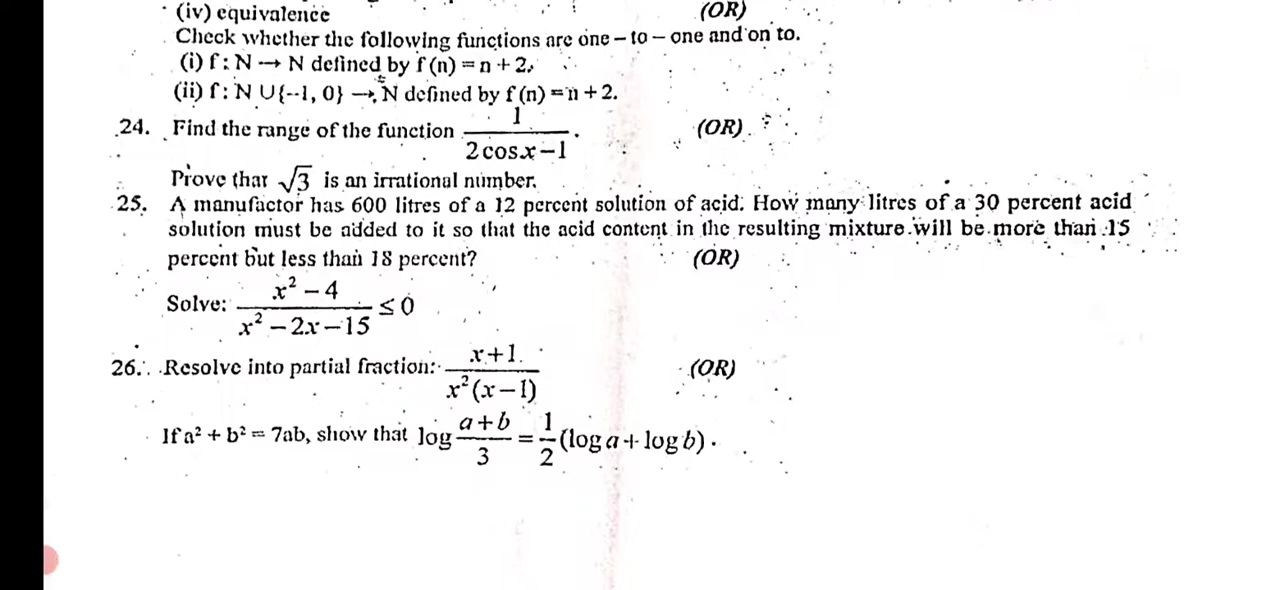 (iv) equivalence (OR)
Check whether the following functions are one – to – one and on to.
(i) f : N → N defined by f (n) = n + 2.
(ii) f : N ∪{--1, 0} → N defined by f (n) = n + 2.
24. Find the range of the function 1/(2 cos x − 1). (OR)
Prove that √3 is an irrational number.
25. A manufactor has 600 litres of a 12 percent solution of acid. How many litres of a 30 percent acid
solution must be added to it so that the acid content in the resulting mixture will be more than 15
percent but less than 18 percent? (OR)
Solve: (x² − 4)/(x² − 2x − 15) ≤ 0
26. Resolve into partial fraction: (x+1)/(x²(x−1)) (OR)
If a² + b² = 7ab, show that log (a+b)/3 = 1/2 (log a + log b).